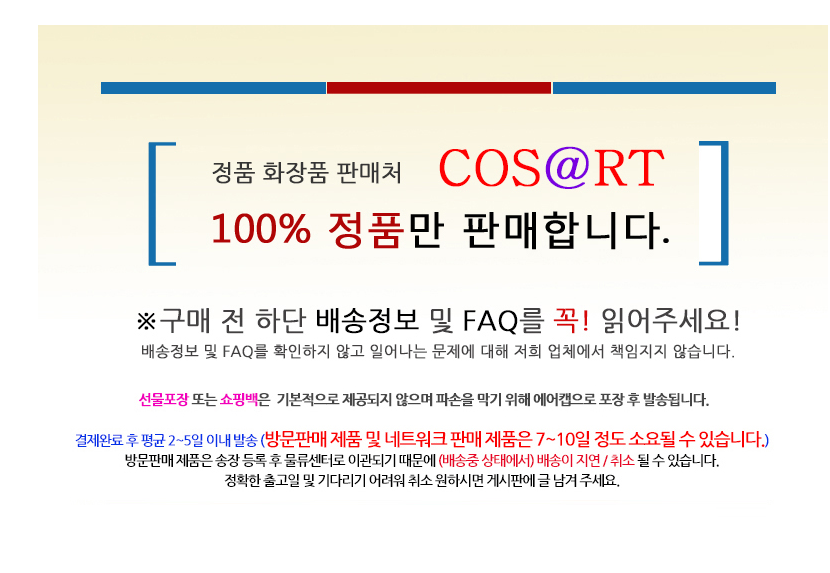 정품 화장품 판매처 COS@RT
100% 정품만 판매합니다.
※구매 전 하단 배송정보 및 FAQ를 꼭! 읽어주세요!
배송정보 및 FAQ를 확인하지 않고 일어나는 문제에 대해 저희 업체에서 책임지지 않습니다.
선물포장 또는 쇼핑백은 기본적으로 제공되지 않으며 파손을 막기 위해 에어캡으로 포장 후 발송됩니다.
결제완료 후 평균 2~5일 이내 발송 (방문판매 제품 및 네트워크 판매 제품은 7~10일 정도 소요될 수 있습니다.)
방문판매 제품은 송장 등록 후 물류센터로 이관되기 때문에 (배송중 상태에서) 배송이 지연 / 취소 될 수 있습니다.
정확한 출고일 및 기다리기 어려워 취소 원하시면 게시판에 글 남겨 주세요.